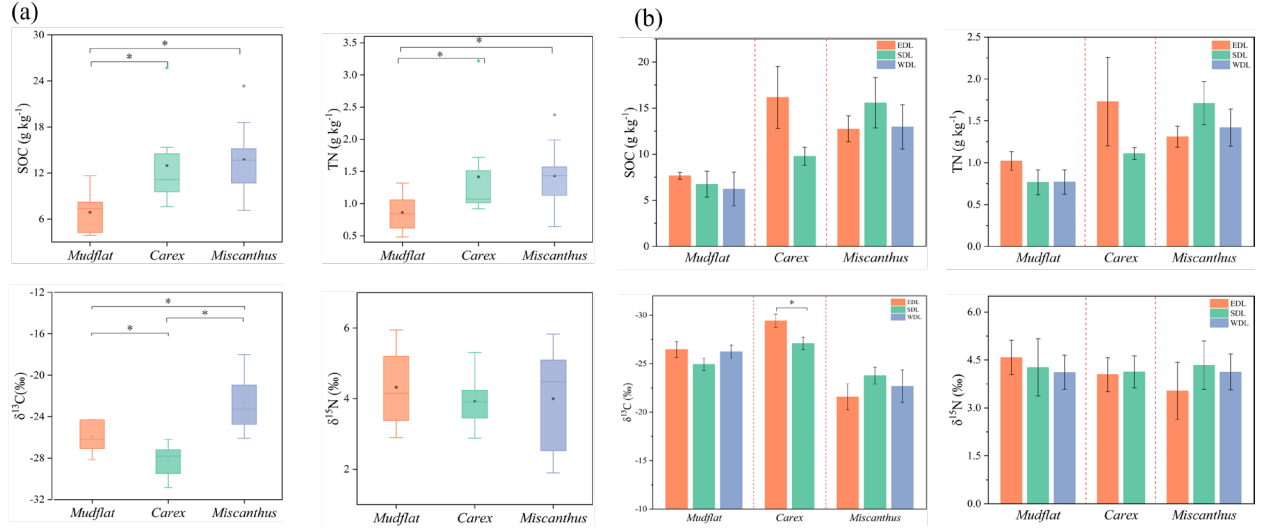 (a)
(b)
SOC (g kg⁻¹)
30
24
18
12
6
*
*
Mudflat
Carex
Miscanthus
TN (g kg⁻¹)
3.5
3.0
2.5
2.0
1.5
1.0
0.5
*
*
Mudflat
Carex
Miscanthus
SOC (g kg⁻¹)
20
15
10
5
0
EDL
SDL
WDL
Mudflat
Carex
Miscanthus
TN (g kg⁻¹)
2.5
2.0
1.5
1.0
0.5
0.0
EDL
SDL
WDL
Mudflat
Carex
Miscanthus
δ¹³C(‰)
-12
-16
-20
-24
-28
-32
*
*
*
Mudflat
Carex
Miscanthus
δ¹⁵N (‰)
6
4
2
Mudflat
Carex
Miscanthus
δ¹³C (‰)
-30
-25
-20
-15
-10
*
EDL
SDL
WDL
Mudflat
Carex
Miscanthus
δ¹⁵N (‰)
6.0
4.5
3.0
1.5
0.0
EDL
SDL
WDL
Mudflat
Carex
Miscanthus